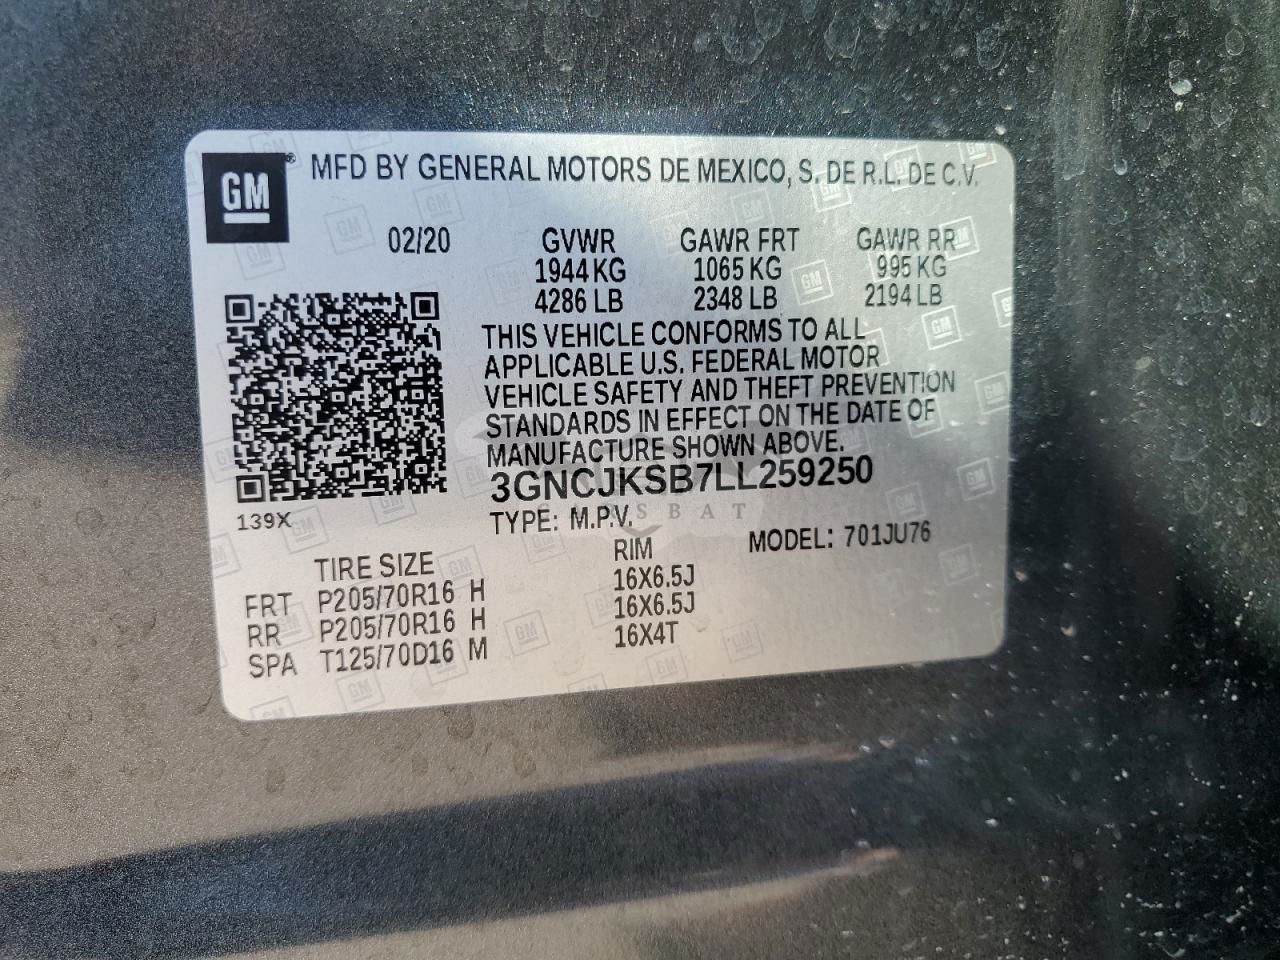 GM® MFD BY GENERAL MOTORS DE MEXICO, S. DE R.L. DE C.V.
02/20 GVWR GAWR FRT GAWR RR
1944 KG 1065 KG 995 KG
4286 LB 2348 LB 2194 LB
THIS VEHICLE CONFORMS TO ALL
APPLICABLE U.S. FEDERAL MOTOR
VEHICLE SAFETY AND THEFT PREVENTION
STANDARDS IN EFFECT ON THE DATE OF
MANUFACTURE SHOWN ABOVE.
3GNCJKSB7LL259250
139X TYPE: M.P.V. MODEL: 701JU76
TIRE SIZE RIM
FRT P205/70R16 H 16X6.5J
RR P205/70R16 H 16X6.5J
SPA T125/70D16 M 16X4T